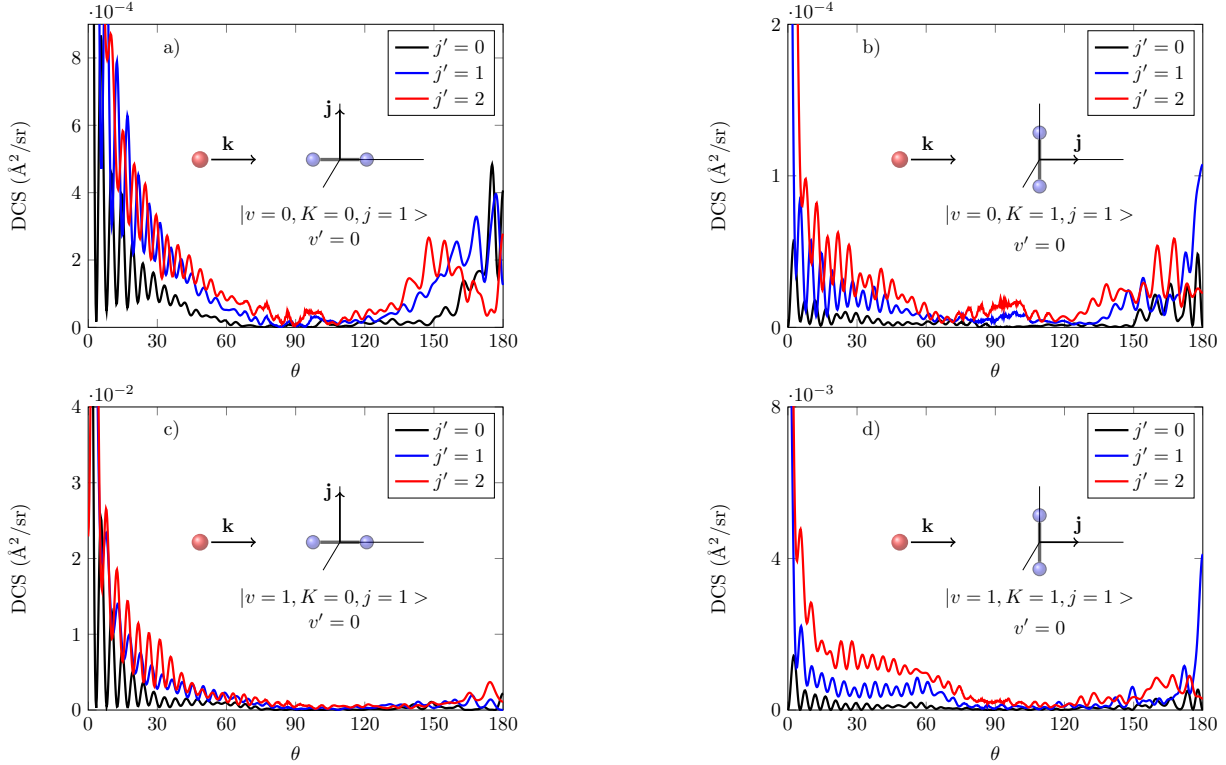 ·10⁻⁴
a)
j′ = 0
j′ = 1
j′ = 2
DCS (Å²/sr)
8
6
4
2
0
k
j
|v = 0, K = 0, j = 1 >
v′ = 0
0 30 60 90 120 150 180
θ
·10⁻⁴
b)
j′ = 0
j′ = 1
j′ = 2
DCS (Å²/sr)
2
1
0
k
j
|v = 0, K = 1, j = 1 >
v′ = 0
0 30 60 90 120 150 180
θ
·10⁻²
c)
j′ = 0
j′ = 1
j′ = 2
DCS (Å²/sr)
4
3
2
1
0
k
j
|v = 1, K = 0, j = 1 >
v′ = 0
0 30 60 90 120 150 180
θ
·10⁻³
d)
j′ = 0
j′ = 1
j′ = 2
DCS (Å²/sr)
8
4
0
k
j
|v = 1, K = 1, j = 1 >
v′ = 0
0 30 60 90 120 150 180
θ